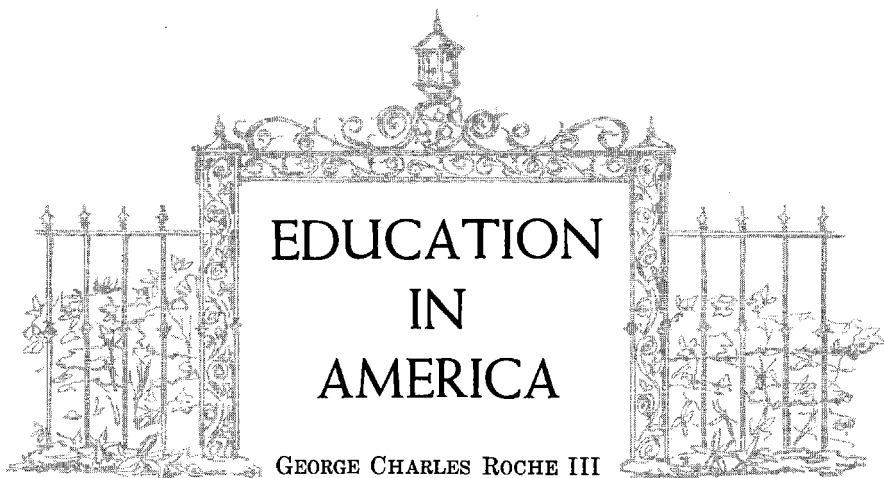 EDUCATION
IN
AMERICA
GEORGE CHARLES ROCHE III